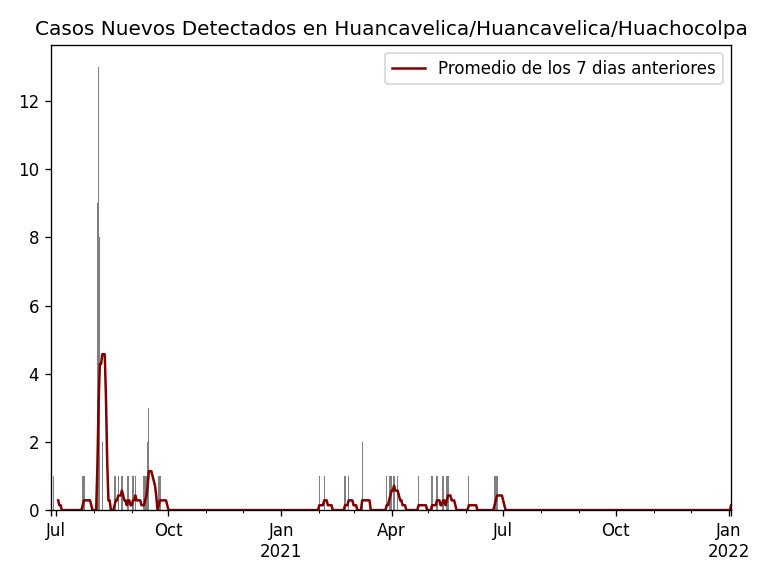 Casos Nuevos Detectados en Huancavelica/Huancavelica/Huachocolpa
Promedio de los 7 dias anteriores
12
10
8
6
4
2
0
Jul Oct Jan Apr Jul Oct Jan
2021 2022